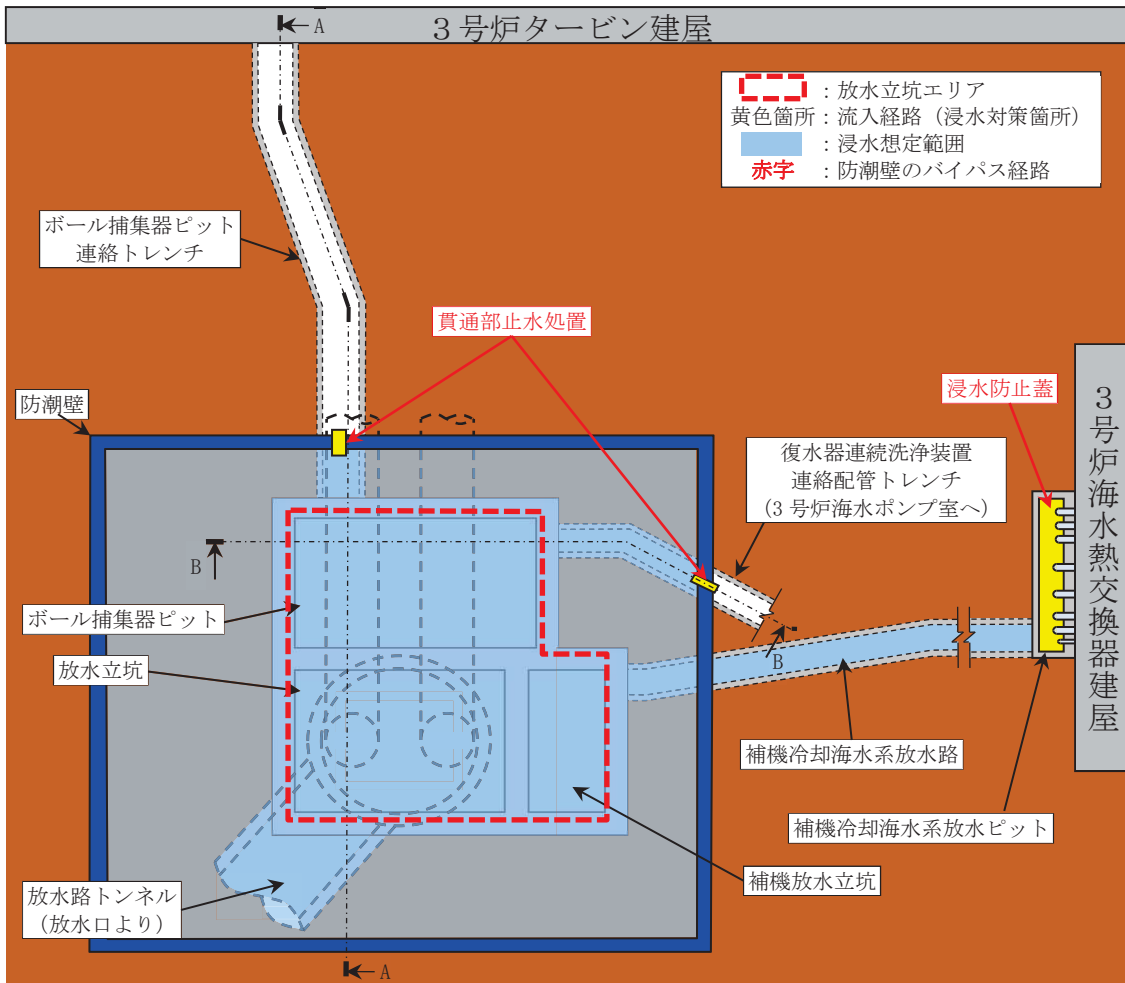 A
３号炉タービン建屋
：放水立坑エリア
黄色箇所：流入経路（浸水対策箇所）
：浸水想定範囲
赤字：防潮壁のバイパス経路
ボール捕集器ピット
連絡トレンチ
貫通部止水処置
浸水防止蓋
防潮壁
復水器連続洗浄装置
連絡配管トレンチ
(3 号炉海水ポンプ室へ)
３号炉海水熱交換器建屋
B
ボール捕集器ピット
B
放水立坑
補機冷却海水系放水路
補機冷却海水系放水ピット
補機放水立坑
放水路トンネル
（放水口より）
A